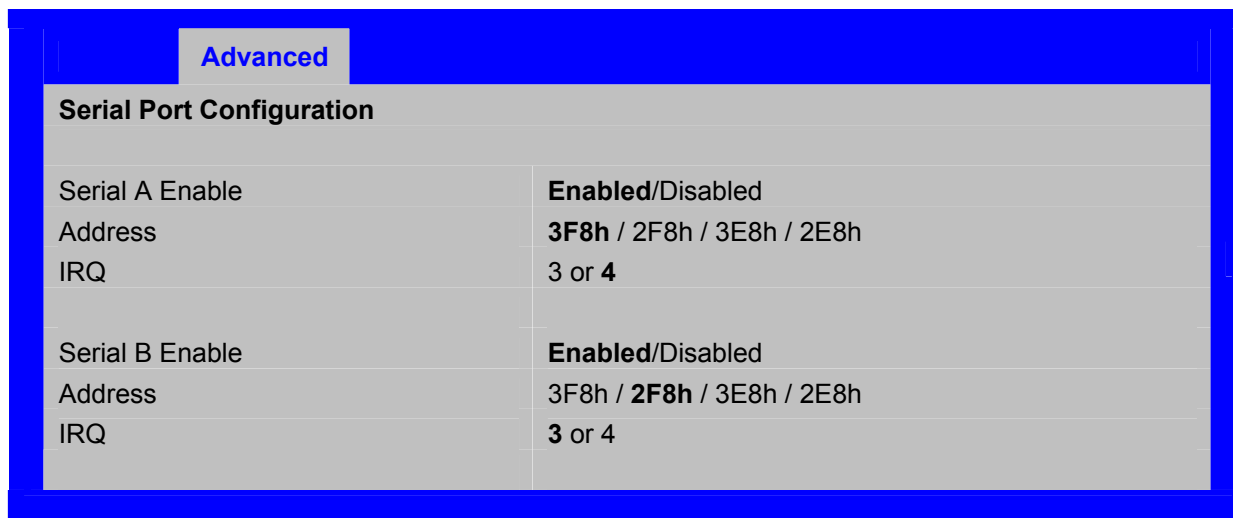 Advanced
Serial Port Configuration
Serial A Enable Enabled/Disabled
Address 3F8h / 2F8h / 3E8h / 2E8h
IRQ 3 or 4
Serial B Enable Enabled/Disabled
Address 3F8h / 2F8h / 3E8h / 2E8h
IRQ 3 or 4